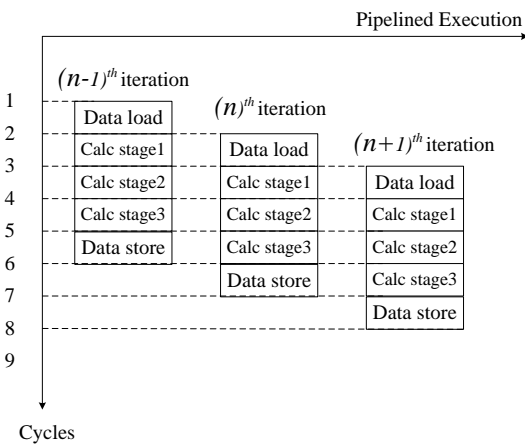 Pipelined Execution
(n-1)th iteration
(n)th iteration
(n+1)th iteration
1
2
3
4
5
6
7
8
9
Data load
Calc stage1
Calc stage2
Calc stage3
Data store
Data load
Calc stage1
Calc stage2
Calc stage3
Data store
Data load
Calc stage1
Calc stage2
Calc stage3
Data store
Cycles